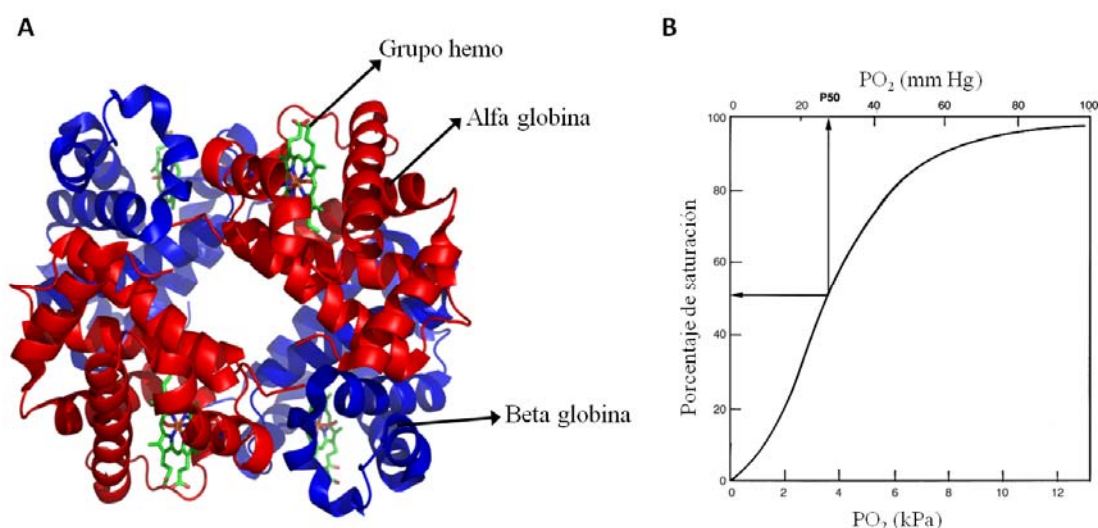 A
Grupo hemo
Alfa globina
Beta globina
B
PO₂ (mm Hg)
0 20 P50 40 60 80 100
100
80
60
40
20
0
Porcentaje de saturación
0 2 4 6 8 10 12
PO₂ (kPa)